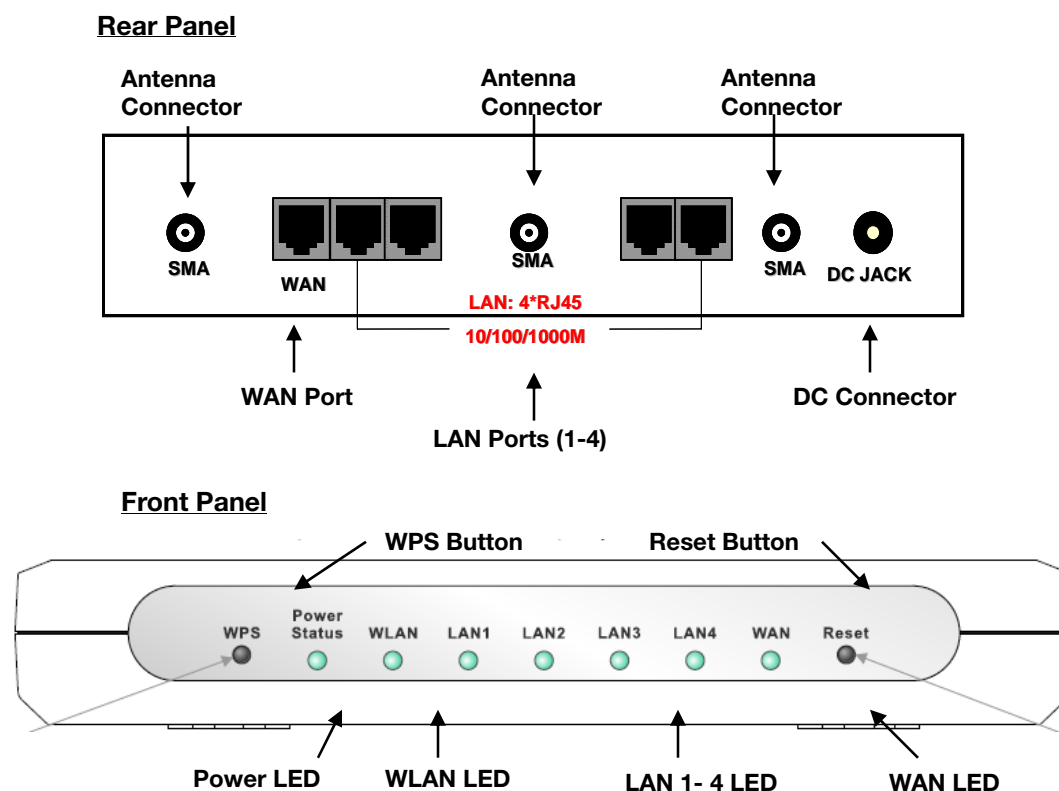 Rear Panel
Antenna Connector
Antenna Connector
Antenna Connector
SMA
WAN
SMA
SMA
DC JACK
LAN: 4*RJ45
10/100/1000M
WAN Port
DC Connector
LAN Ports (1-4)
Front Panel
WPS Button
Reset Button
WPS
Power Status
WLAN
LAN1
LAN2
LAN3
LAN4
WAN
Reset
Power LED
WLAN LED
LAN 1- 4 LED
WAN LED